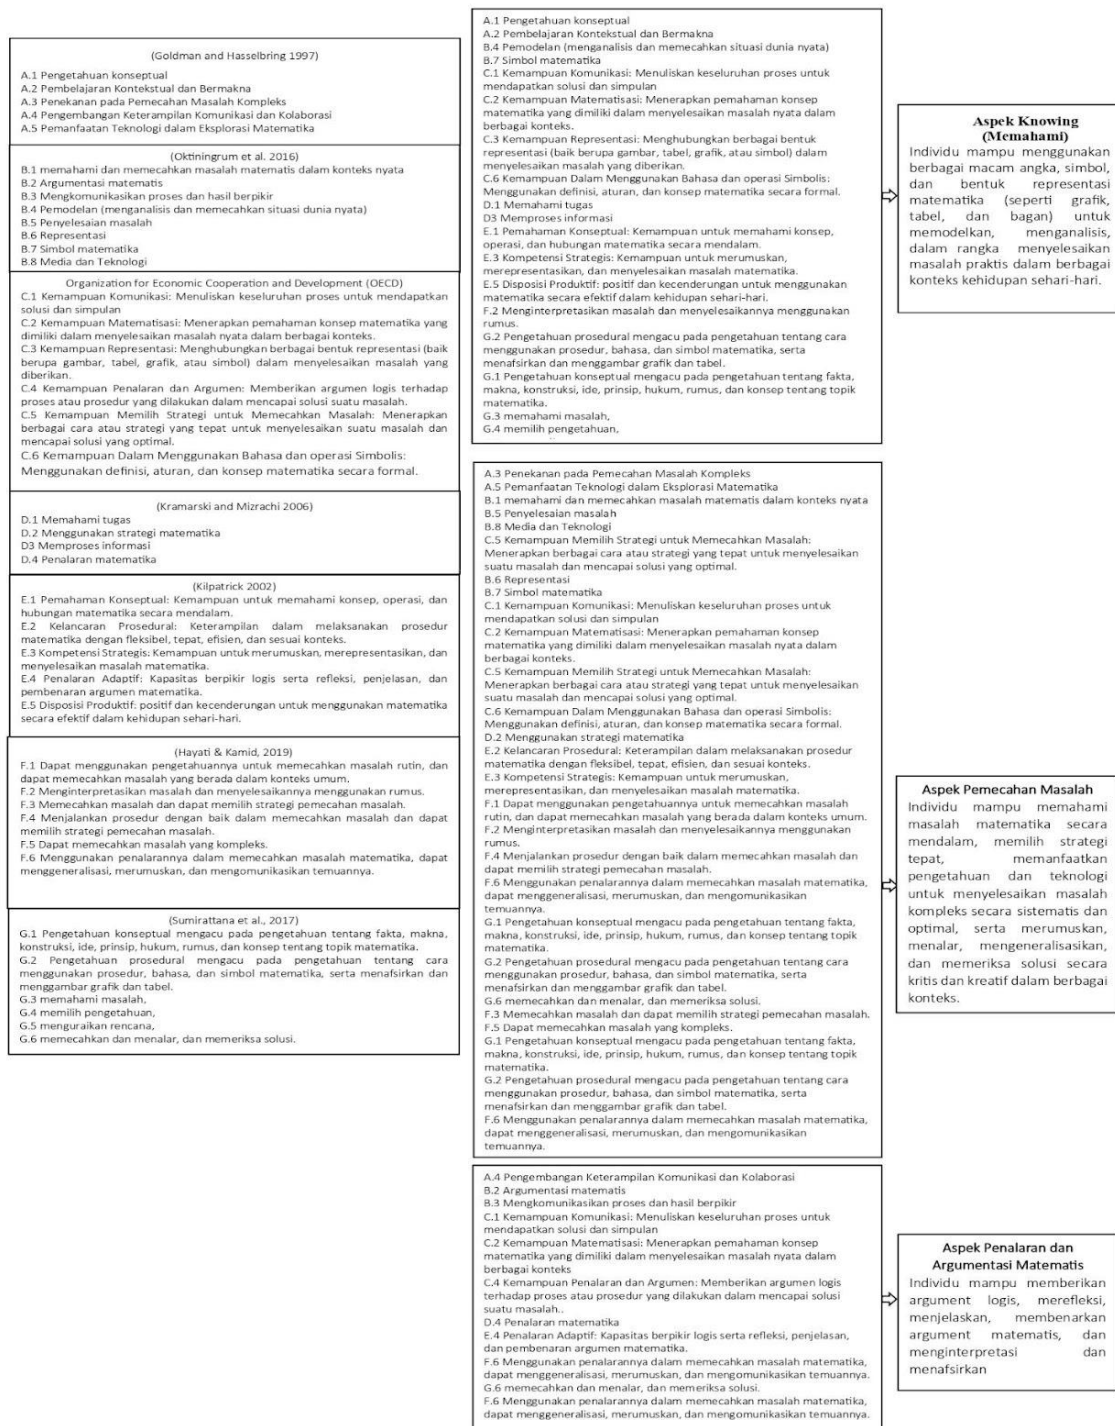 (Goldman and Hasselbring 1997)
A.1 Pengetahuan konseptual
A.2 Pembelajaran Kontekstual dan Bermakna
A.3 Penekanan pada Pemecahan Masalah Kompleks
A.4 Pengembangan Keterampilan Komunikasi dan Kolaborasi
A.5 Pemanfaatan Teknologi dalam Eksplorasi Matematika
(Oktiningrum et al. 2016)
B.1 memahami dan memecahkan masalah matematis dalam konteks nyata
B.2 Argumentasi matematis
B.3 Mengkomunikasikan proses dan hasil berpikir
B.4 Pemodelan (menganalisis dan memecahkan situasi dunia nyata)
B.5 Penyelesaian masalah
B.6 Representasi
B.7 Simbol matematika
B.8 Media dan Teknologi
Organization for Economic Cooperation and Development (OECD)
C.1 Kemampuan Komunikasi: Menuliskan keseluruhan proses untuk mendapatkan
solusi dan simpulan
C.2 Kemampuan Matematisasi: Menerapkan pemahaman konsep matematika yang
dimiliki dalam menyelesaikan masalah nyata dalam berbagai konteks.
C.3 Kemampuan Representasi: Menghubungkan berbagai bentuk representasi (baik
berupa gambar, tabel, grafik, atau simbol) dalam menyelesaikan masalah yang
diberikan.
C.4 Kemampuan Penalaran dan Argumen: Memberikan argumen logis terhadap
proses atau prosedur yang dilakukan dalam mencapai solusi suatu masalah.
C.5 Kemampuan Memilih Strategi untuk Memecahkan Masalah: Menerapkan
berbagai cara atau strategi yang tepat untuk menyelesaikan suatu masalah dan
mencapai solusi yang optimal.
C.6 Kemampuan Dalam Menggunakan Bahasa dan operasi Simbolis:
Menggunakan definisi, aturan, dan konsep matematika secara formal.
(Kramarski and Mizrachi 2006)
D.1 Memahami tugas
D.2 Menggunakan strategi matematika
D3 Memproses informasi
D.4 Penalaran matematika
(Kilpatrick 2002)
E.1 Pemahaman Konseptual: Kemampuan untuk memahami konsep, operasi, dan
hubungan matematika secara mendalam.
E.2 Kelancaran Prosedural: Keterampilan dalam melaksanakan prosedur
matematika dengan fleksibel, tepat, efisien, dan sesuai konteks.
E.3 Kompetensi Strategis: Kemampuan untuk merumuskan, merepresentasikan, dan
menyelesaikan masalah matematika.
E.4 Penalaran Adaptif: Kapasitas berpikir logis serta refleksi, penjelasan, dan
pembenaran argumen matematika.
E.5 Disposisi Produktif: positif dan kecenderungan untuk menggunakan matematika
secara efektif dalam kehidupan sehari-hari.
(Hayati & Kamid, 2019)
F.1 Dapat menggunakan pengetahuannya untuk memecahkan masalah rutin, dan
dapat memecahkan masalah yang berada dalam konteks umum.
F.2 Menginterpretasikan masalah dan menyelesaikannya menggunakan rumus.
F.3 Memecahkan masalah dan dapat memilih strategi pemecahan masalah.
F.4 Menjalankan prosedur dengan baik dalam memecahkan masalah dan dapat
memilih strategi pemecahan masalah.
F.5 Dapat memecahkan masalah yang kompleks.
F.6 Menggunakan penalarannya dalam memecahkan masalah matematika, dapat
menggeneralisasi, merumuskan, dan mengomunikasikan temuannya.
(Sumirattana et al., 2017)
G.1 Pengetahuan konseptual mengacu pada pengetahuan tentang fakta, makna,
konstruksi, ide, prinsip, hukum, rumus, dan konsep tentang topik matematika.
G.2 Pengetahuan prosedural mengacu pada pengetahuan tentang cara
menggunakan prosedur, bahasa, dan simbol matematika, serta menafsirkan dan
menggambar grafik dan tabel.
G.3 memahami masalah,
G.4 memilih pengetahuan,
G.5 menguraikan rencana,
G.6 memecahkan dan menalar, dan memeriksa solusi.
A.1 Pengetahuan konseptual
A.2 Pembelajaran Kontekstual dan Bermakna
B.4 Pemodelan (menganalisis dan memecahkan situasi dunia nyata)
B.7 Simbol matematika
C.1 Kemampuan Komunikasi: Menuliskan keseluruhan proses untuk
mendapatkan solusi dan simpulan
C.2 Kemampuan Matematisasi: Menerapkan pemahaman konsep
matematika yang dimiliki dalam menyelesaikan masalah nyata dalam
berbagai konteks.
C.3 Kemampuan Representasi: Menghubungkan berbagai bentuk
representasi (baik berupa gambar, tabel, grafik, atau simbol) dalam
menyelesaikan masalah yang diberikan.
C.6 Kemampuan Dalam Menggunakan Bahasa dan operasi Simbolis:
Menggunakan definisi, aturan, dan konsep matematika secara formal.
D.1 Memahami tugas
D3 Memproses informasi
E.1 Pemahaman Konseptual: Kemampuan untuk memahami konsep,
operasi, dan hubungan matematika secara mendalam.
E.3 Kompetensi Strategis: Kemampuan untuk merumuskan,
merepresentasikan, dan menyelesaikan masalah matematika.
E.5 Disposisi Produktif: positif dan kecenderungan untuk menggunakan
matematika secara efektif dalam kehidupan sehari-hari.
F.2 Menginterpretasikan masalah dan menyelesaikannya menggunakan
rumus.
G.2 Pengetahuan prosedural mengacu pada pengetahuan tentang cara
menggunakan prosedur, bahasa, dan simbol matematika, serta
menafsirkan dan menggambar grafik dan tabel.
G.1 Pengetahuan konseptual mengacu pada pengetahuan tentang fakta,
makna, konstruksi, ide, prinsip, hukum, rumus, dan konsep tentang topik
matematika.
G.3 memahami masalah,
G.4 memilih pengetahuan,
A.3 Penekanan pada Pemecahan Masalah Kompleks
A.5 Pemanfaatan Teknologi dalam Eksplorasi Matematika
B.1 memahami dan memecahkan masalah matematis dalam konteks nyata
B.5 Penyelesaian masalah
B.8 Media dan Teknologi
C.5 Kemampuan Memilih Strategi untuk Memecahkan Masalah:
Menerapkan berbagai cara atau strategi yang tepat untuk menyelesaikan
suatu masalah dan mencapai solusi yang optimal.
B.6 Representasi
B.7 Simbol matematika
C.1 Kemampuan Komunikasi: Menuliskan keseluruhan proses untuk
mendapatkan solusi dan simpulan
C.2 Kemampuan Matematisasi: Menerapkan pemahaman konsep
matematika yang dimiliki dalam menyelesaikan masalah nyata dalam
berbagai konteks.
C.5 Kemampuan Memilih Strategi untuk Memecahkan Masalah:
Menerapkan berbagai cara atau strategi yang tepat untuk menyelesaikan
suatu masalah dan mencapai solusi yang optimal.
C.6 Kemampuan Dalam Menggunakan Bahasa dan operasi Simbolis:
Menggunakan definisi, aturan, dan konsep matematika secara formal.
D.2 Menggunakan strategi matematika
E.2 Kelancaran Prosedural: Keterampilan dalam melaksanakan prosedur
matematika dengan fleksibel, tepat, efisien, dan sesuai konteks.
E.3 Kompetensi Strategis: Kemampuan untuk merumuskan,
merepresentasikan, dan menyelesaikan masalah matematika.
F.1 Dapat menggunakan pengetahuannya untuk memecahkan masalah
rutin, dan dapat memecahkan masalah yang berada dalam konteks umum.
F.2 Menginterpretasikan masalah dan menyelesaikannya menggunakan
rumus.
F.4 Menjalankan prosedur dengan baik dalam memecahkan masalah dan
dapat memilih strategi pemecahan masalah.
F.6 Menggunakan penalarannya dalam memecahkan masalah matematika,
dapat menggeneralisasi, merumuskan, dan mengomunikasikan
temuannya.
G.1 Pengetahuan konseptual mengacu pada pengetahuan tentang fakta,
makna, konstruksi, ide, prinsip, hukum, rumus, dan konsep tentang topik
matematika.
G.2 Pengetahuan prosedural mengacu pada pengetahuan tentang cara
menggunakan prosedur, bahasa, dan simbol matematika, serta
menafsirkan dan menggambar grafik dan tabel.
G.6 memecahkan dan menalar, dan memeriksa solusi.
F.3 Memecahkan masalah dan dapat memilih strategi pemecahan masalah.
F.5 Dapat memecahkan masalah yang kompleks.
G.1 Pengetahuan konseptual mengacu pada pengetahuan tentang fakta,
makna, konstruksi, ide, prinsip, hukum, rumus, dan konsep tentang topik
matematika.
G.2 Pengetahuan prosedural mengacu pada pengetahuan tentang cara
menggunakan prosedur, bahasa, dan simbol matematika, serta
menafsirkan dan menggambar grafik dan tabel.
F.6 Menggunakan penalarannya dalam memecahkan masalah matematika,
dapat menggeneralisasi, merumuskan, dan mengomunikasikan
temuannya.
A.4 Pengembangan Keterampilan Komunikasi dan Kolaborasi
B.2 Argumentasi matematis
B.3 Mengkomunikasikan proses dan hasil berpikir
C.1 Kemampuan Komunikasi: Menuliskan keseluruhan proses untuk
mendapatkan solusi dan simpulan
C.2 Kemampuan Matematisasi: Menerapkan pemahaman konsep
matematika yang dimiliki dalam menyelesaikan masalah nyata dalam
berbagai konteks
C.4 Kemampuan Penalaran dan Argumen: Memberikan argumen logis
terhadap proses atau prosedur yang dilakukan dalam mencapai solusi
suatu masalah..
D.4 Penalaran matematika
E.4 Penalaran Adaptif: Kapasitas berpikir logis serta refleksi, penjelasan,
dan pembenaran argumen matematika.
F.6 Menggunakan penalarannya dalam memecahkan masalah matematika,
dapat menggeneralisasi, merumuskan, dan mengomunikasikan temuannya.
G.6 memecahkan dan menalar, dan memeriksa solusi.
F.6 Menggunakan penalarannya dalam memecahkan masalah matematika,
dapat menggeneralisasi, merumuskan, dan mengomunikasikan temuannya.
Aspek Knowing
(Memahami)
Individu mampu menggunakan
berbagai macam angka, simbol,
dan bentuk representasi
matematika (seperti grafik,
tabel, dan bagan) untuk
memodelkan, menganalisis,
dalam rangka menyelesaikan
masalah praktis dalam berbagai
konteks kehidupan sehari-hari.
Aspek Pemecahan Masalah
Individu mampu memahami
masalah matematika secara
mendalam, memilih strategi
tepat, memanfaatkan
pengetahuan dan teknologi
untuk menyelesaikan masalah
kompleks secara sistematis dan
optimal, serta merumuskan,
menalar, mengeneralisasikan,
dan memeriksa solusi secara
kritis dan kreatif dalam berbagai
konteks.
Aspek Penalaran dan
Argumentasi Matematis
Individu mampu memberikan
argument logis, merefleksi,
menjelaskan, membenarkan
argument matematis, dan
menginterpretasi dan
menafsirkan